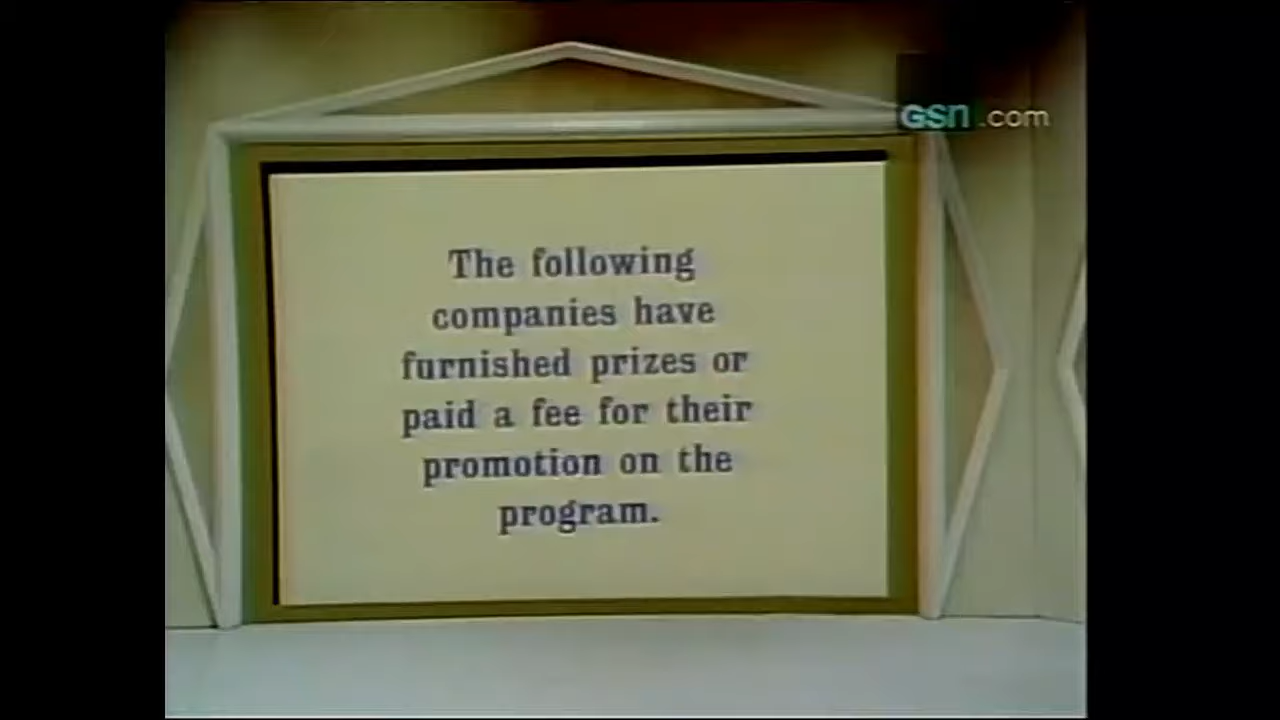 GSN.com
The following
companies have
furnished prizes or
paid a fee for their
promotion on the
program.